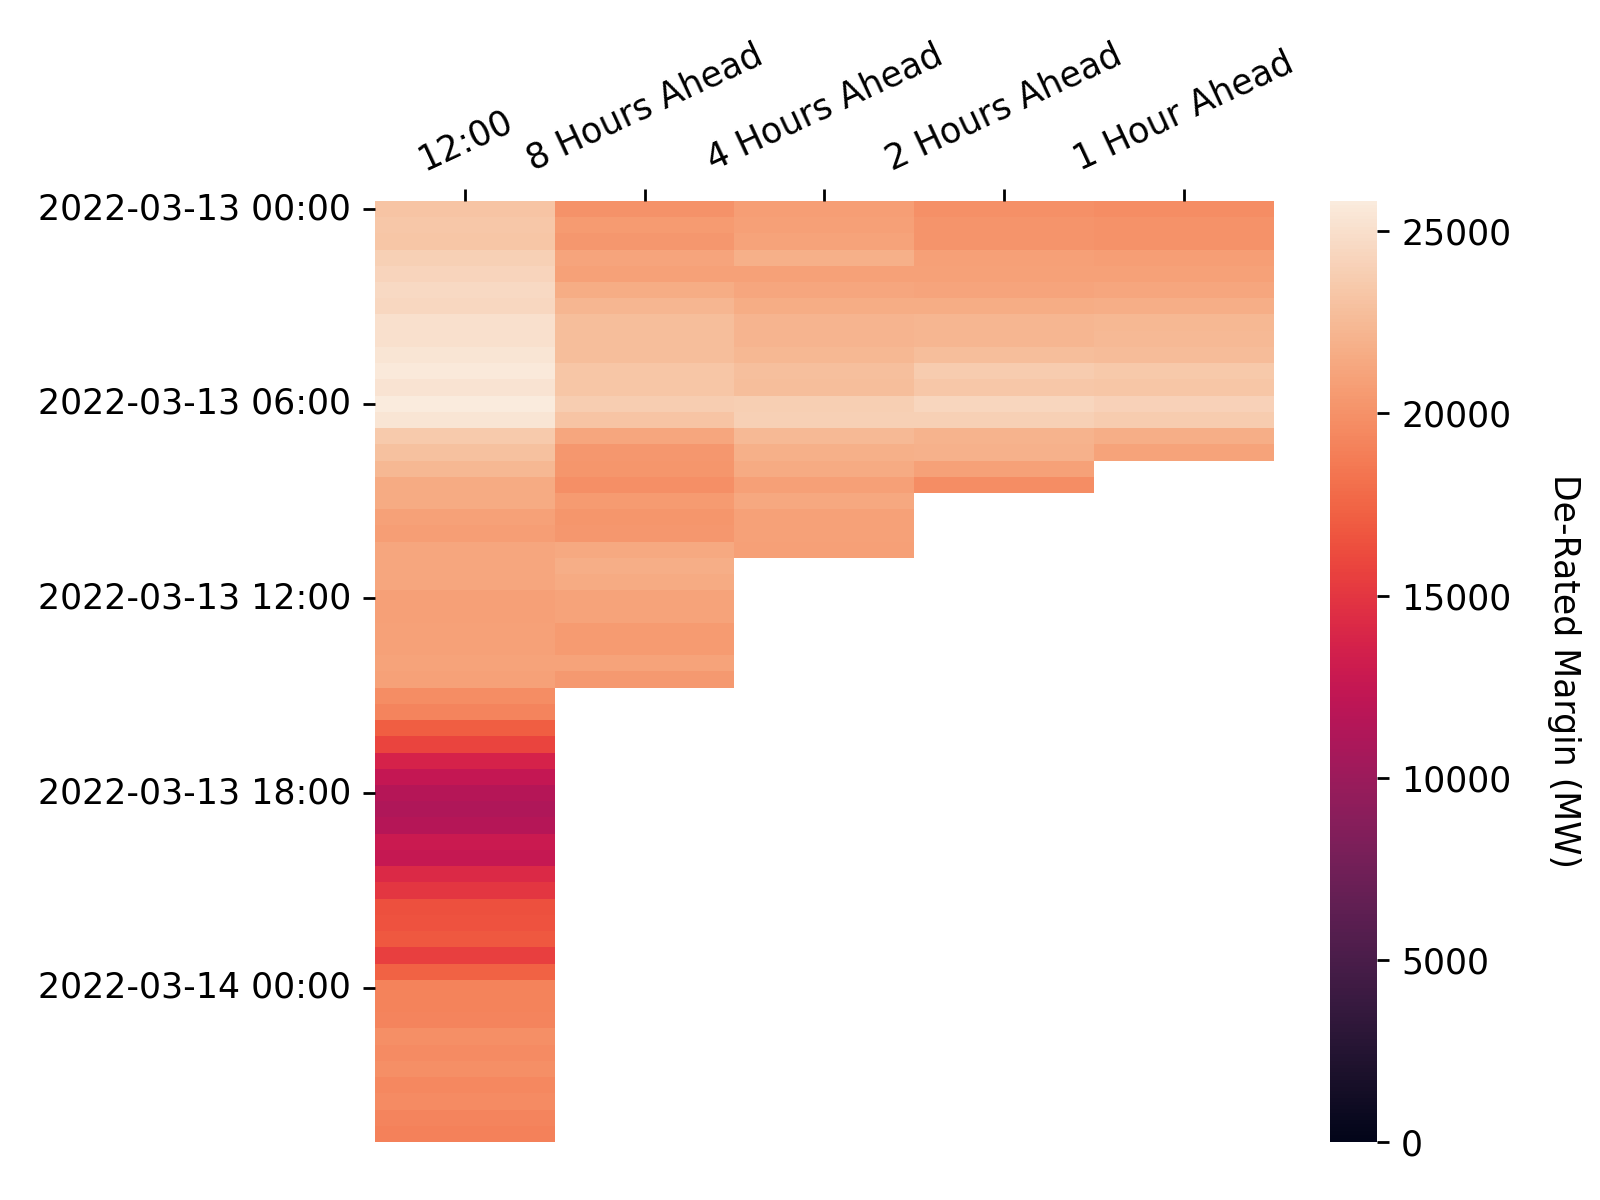 12:00
8 Hours Ahead
4 Hours Ahead
2 Hours Ahead
1 Hour Ahead
2022-03-13 00:00
2022-03-13 06:00
2022-03-13 12:00
2022-03-13 18:00
2022-03-14 00:00
25000
20000
15000
10000
5000
0
De-Rated Margin (MW)